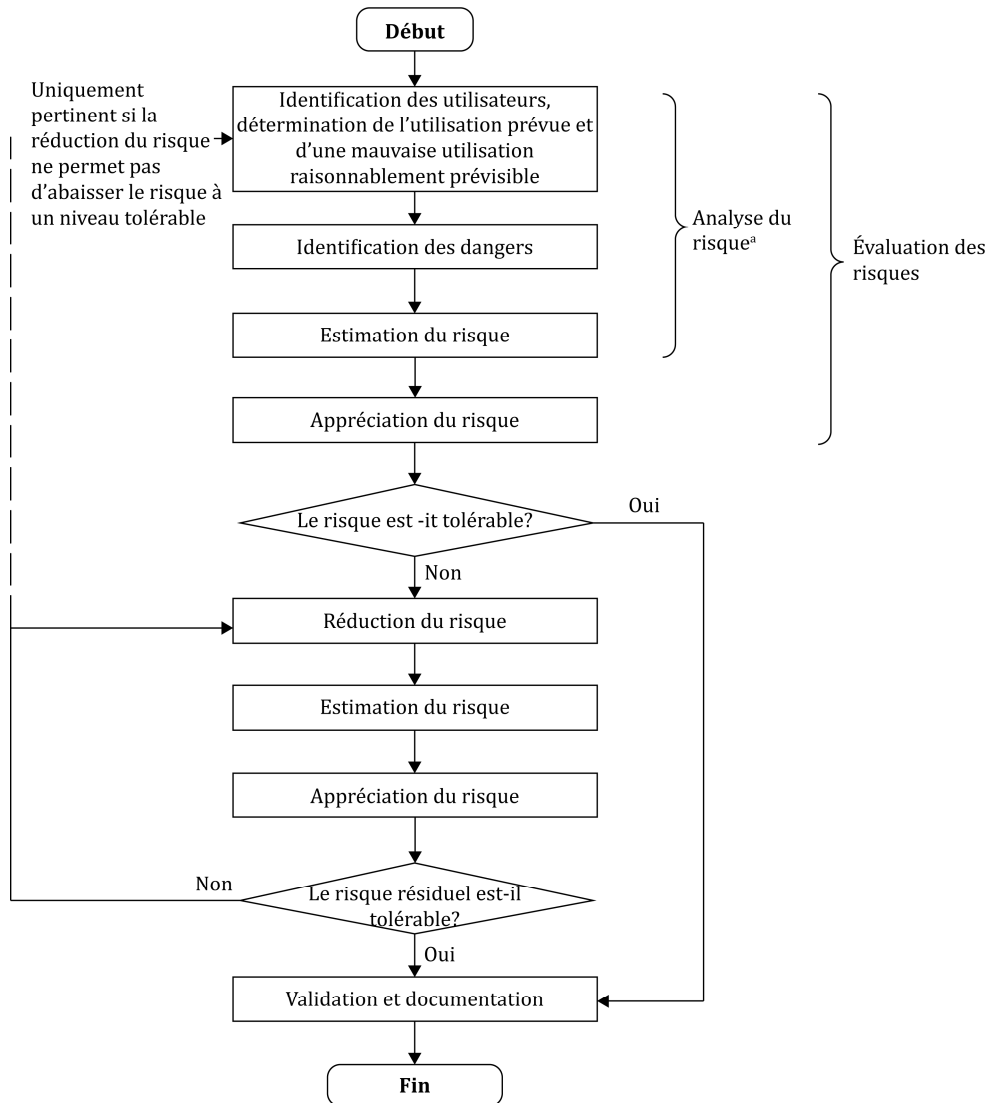 Début
Uniquement
pertinent si la
réduction du risque
ne permet pas
d'abaisser le risque à
un niveau tolérable
Identification des utilisateurs,
détermination de l'utilisation prévue et
d'une mauvaise utilisation
raisonnablement prévisible
Identification des dangers
Analyse du
risqueᵃ
Évaluation des
risques
Estimation du risque
Appréciation du risque
Le risque est -it tolérable?
Oui
Non
Réduction du risque
Estimation du risque
Appréciation du risque
Non
Le risque résiduel est-il
tolérable?
Oui
Validation et documentation
Fin